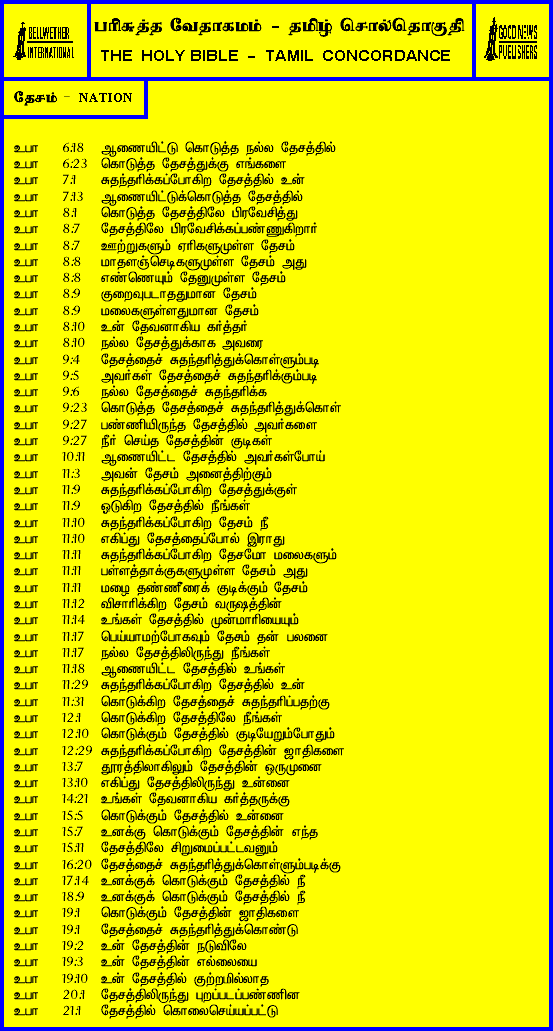 BELLWETHER
INTERNATIONAL
பரிசுத்த வேதாகமம் - தமிழ் சொல்தொகுதி
THE HOLY BIBLE - TAMIL CONCORDANCE
GOOD NEWS
PUBLISHERS
தேசம் - NATION
உபா 6:18 ஆணையிட்டு கொடுத்த நல்ல தேசத்தில்
உபா 6:23 கொடுத்த தேசத்துக்கு எங்களை
உபா 7:1 சுதந்தரிக்கப்போகிற தேசத்தில் உன்
உபா 7:13 ஆணையிட்டுக்கொடுத்த தேசத்தில்
உபா 8:1 கொடுத்த தேசத்திலே பிரவேசித்து
உபா 8:7 தேசத்திலே பிரவேசிக்கப்பண்ணுகிறார்
உபா 8:7 ஊற்றுகளும் ஏரிகளுமுள்ள தேசம்
உபா 8:8 மாதளஞ்செடிகளுமுள்ள தேசம் அது
உபா 8:8 எண்ணெயும் தேனுமுள்ள தேசம்
உபா 8:9 குறைவுபடாததுமான தேசம்
உபா 8:9 மலைகளுள்ளதுமான தேசம்
உபா 8:10 உன் தேவனாகிய கர்த்தர்
உபா 8:10 நல்ல தேசத்துக்காக அவரை
உபா 9:4 தேசத்தைச் சுதந்தரித்துக்கொள்ளும்படி
உபா 9:5 அவர்கள் தேசத்தைச் சுதந்தரிக்கும்படி
உபா 9:6 நல்ல தேசத்தைச் சுதந்தரிக்க
உபா 9:23 கொடுத்த தேசத்தைச் சுதந்தரித்துக்கொள்
உபா 9:27 பண்ணியிருந்த தேசத்தில் அவர்களை
உபா 9:27 நீர் செய்த தேசத்தின் குடிகள்
உபா 10:11 ஆணையிட்ட தேசத்தில் அவர்கள்போய்
உபா 11:3 அவன் தேசம் அனைத்திற்கும்
உபா 11:9 சுதந்தரிக்கப்போகிற தேசத்துக்குள்
உபா 11:9 ஓடுகிற தேசத்தில் நீங்கள்
உபா 11:10 சுதந்தரிக்கப்போகிற தேசம் நீ
உபா 11:10 எகிப்து தேசத்தைப்போல் இராது
உபா 11:11 சுதந்தரிக்கப்போகிற தேசமோ மலைகளும்
உபா 11:11 பள்ளத்தாக்குகளுமுள்ள தேசம் அது
உபா 11:11 மழை தண்ணீரைக் குடிக்கும் தேசம்
உபா 11:12 விசாரிக்கிற தேசம் வருஷத்தின்
உபா 11:14 உங்கள் தேசத்தில் முன்மாரியையும்
உபா 11:17 பெய்யாமற்போகவும் தேசம் தன் பலனை
உபா 11:17 நல்ல தேசத்திலிருந்து நீங்கள்
உபா 11:18 ஆணையிட்ட தேசத்தில் உங்கள்
உபா 11:29 சுதந்தரிக்கப்போகிற தேசத்தில் உன்
உபா 11:31 கொடுக்கிற தேசத்தைச் சுதந்தரிப்பதற்கு
உபா 12:1 கொடுக்கிற தேசத்திலே நீங்கள்
உபா 12:10 கொடுக்கும் தேசத்தில் குடியேறும்போதும்
உபா 12:29 சுதந்தரிக்கப்போகிற தேசத்தின் ஜாதிகளை
உபா 13:7 தூரத்திலாகிலும் தேசத்தின் ஒருமுனை
உபா 13:10 எகிப்து தேசத்திலிருந்து உன்னை
உபா 14:21 உங்கள் தேவனாகிய கர்த்தருக்கு
உபா 15:5 கொடுக்கும் தேசத்தில் உன்னை
உபா 15:7 உனக்கு கொடுக்கும் தேசத்தின் எந்த
உபா 15:11 தேசத்திலே சிறுமைப்பட்டவனும்
உபா 16:20 தேசத்தைச் சுதந்தரித்துக்கொள்ளும்படிக்கு
உபா 17:14 உனக்குக் கொடுக்கும் தேசத்தில் நீ
உபா 18:9 உனக்குக் கொடுக்கும் தேசத்தில் நீ
உபா 19:1 கொடுக்கும் தேசத்தின் ஜாதிகளை
உபா 19:1 தேசத்தைச் சுதந்தரித்துக்கொண்டு
உபா 19:2 உன் தேசத்தின் நடுவிலே
உபா 19:3 உன் தேசத்தின் எல்லையை
உபா 19:10 உன் தேசத்தில் குற்றமில்லாத
உபா 20:1 தேசத்திலிருந்து புறப்படப்பண்ணின
உபா 21:1 தேசத்தில் கொலைசெய்யப்பட்டு